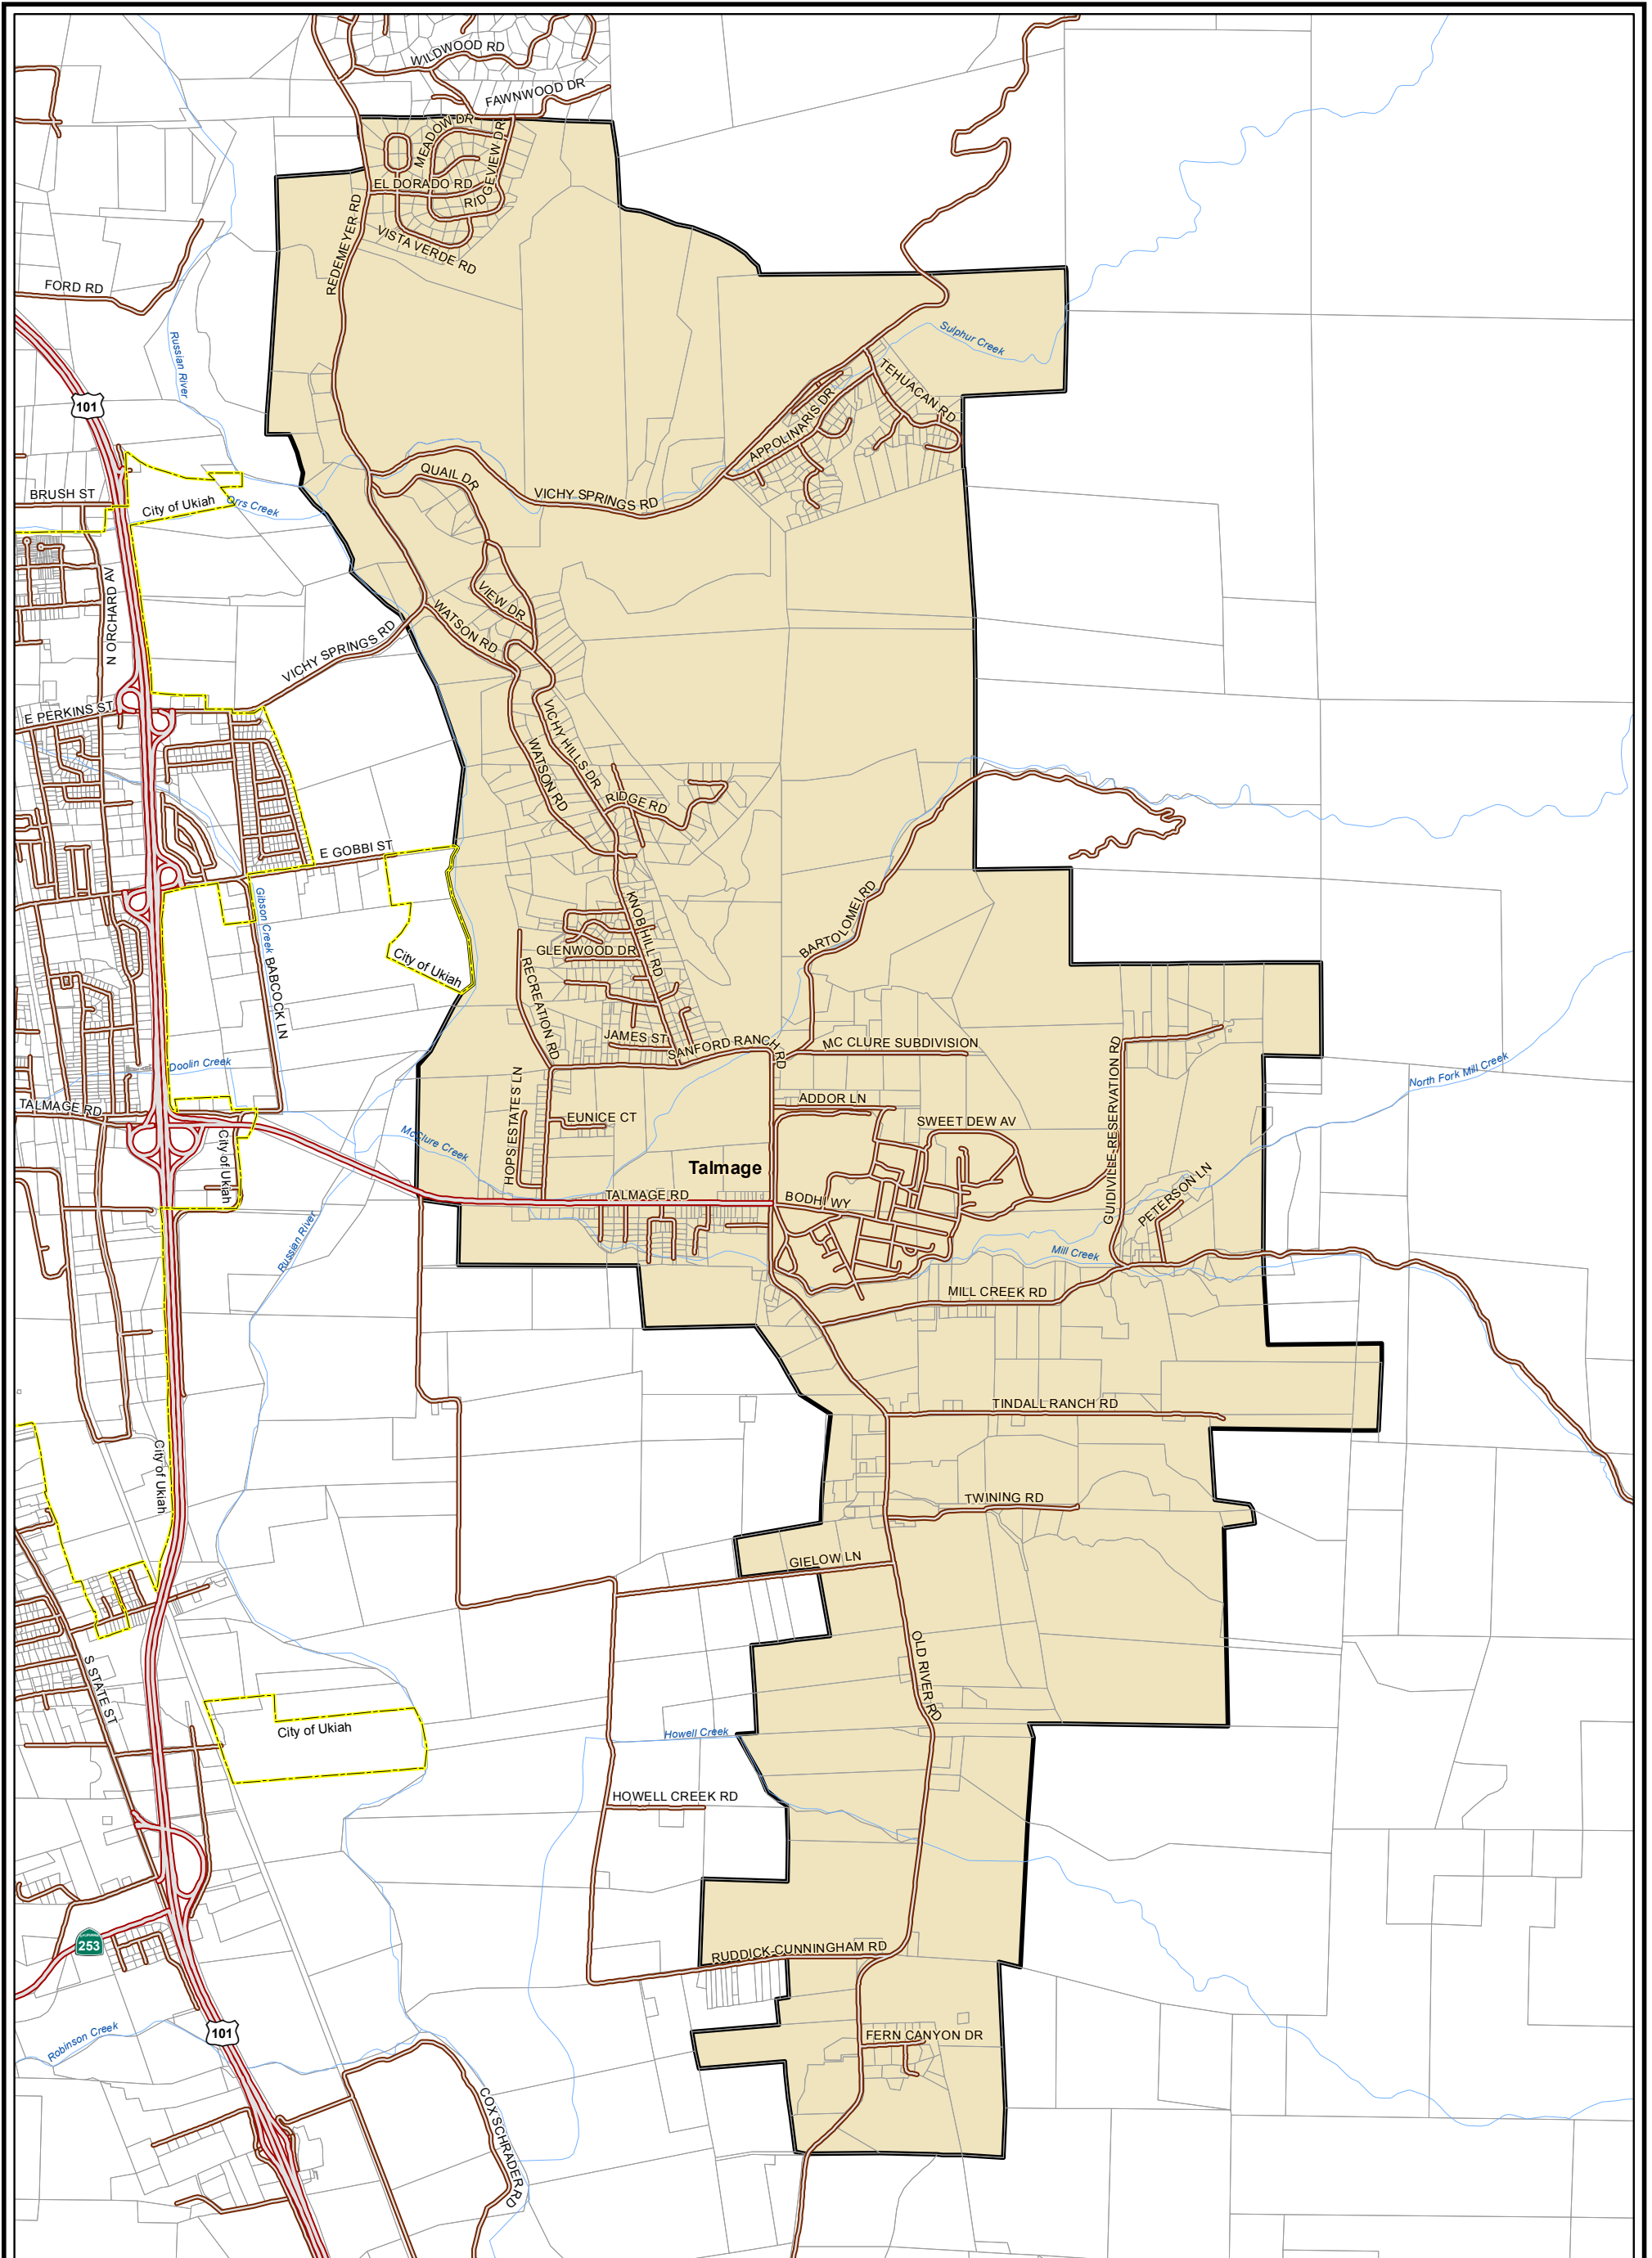 WILDWOOD RD
FAWNWOOD DR
MEADOW DR
RIDGEVIEW DR
EL DORADO RD
REDEMEYER RD
VISTA VERDE RD
FORD RD
Russian River
Sulphur Creek
101
TEHUACAN RD
APPOLINARIS DR
QUAIL DR
VICHY SPRINGS RD
BRUSH ST
City of Ukiah
Orrs Creek
N ORCHARD AV
VIEW DR
WATSON RD
VICHY SPRINGS RD
E PERKINS ST
VICHY HILLS DR
WATSON RD
RIDGE RD
E GOBBI ST
KNOB HILL RD
BARTOLOMEI RD
Gibson Creek
GLENWOOD DR
City of Ukiah
RECREATION RD
BABCOCK LN
JAMES ST
SANFORD RANCH RD
MC CLURE SUBDIVISION
GUIDIVILLE-RESERVATION RD
North Fork Mill Creek
Doolin Creek
HOPS ESTATES LN
ADDOR LN
TALMAGE RD
EUNICE CT
SWEET DEW AV
McClure Creek
City of Ukiah
Talmage
TALMAGE RD
BODHI WY
PETERSON LN
Russian River
Mill Creek
MILL CREEK RD
TINDALL RANCH RD
City of Ukiah
TWINING RD
GIELOW LN
OLD RIVER RD
S STATE ST
City of Ukiah
Howell Creek
HOWELL CREEK RD
CALIFORNIA
253
RUDDICK-CUNNINGHAM RD
101
Robinson Creek
FERN CANYON DR
COX SCHRADER RD